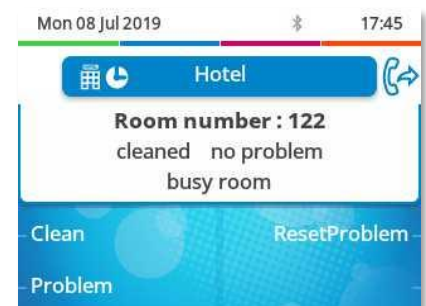 Mon 08 Jul 2019 17:45
Hotel
Room number : 122
cleaned no problem
busy room
Clean ResetProblem
Problem